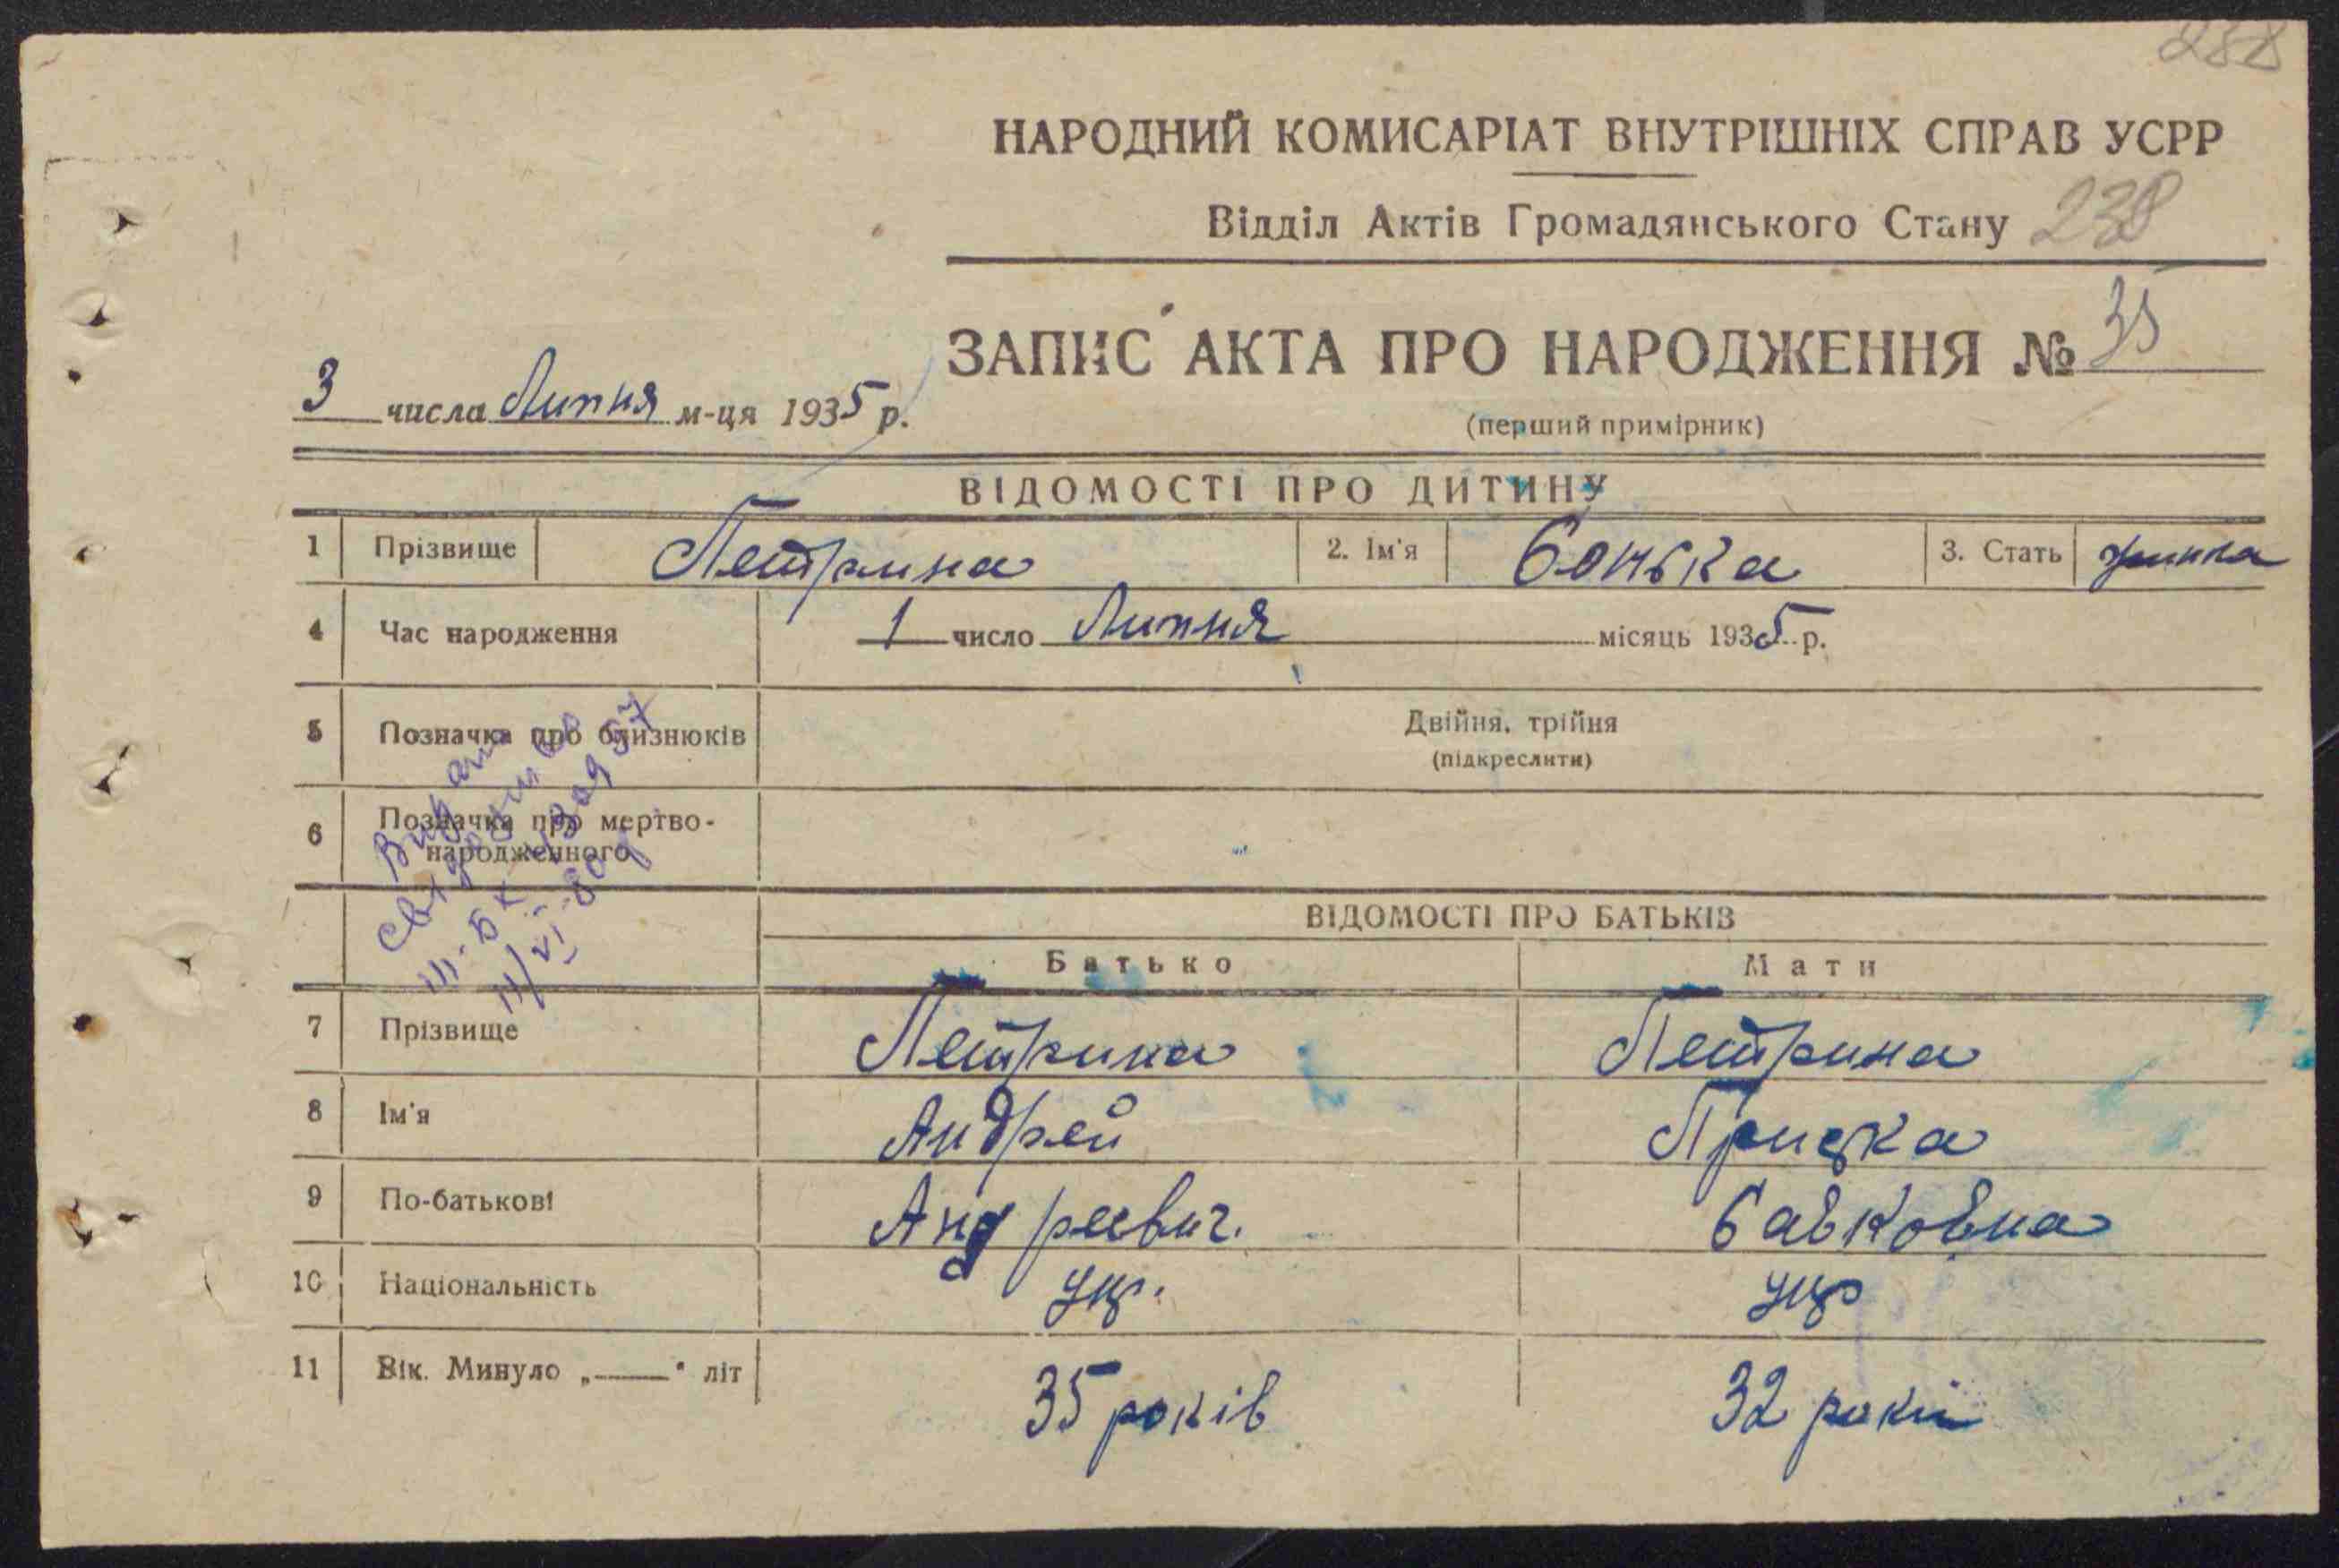 238
НАРОДНИЙ КОМИСАРІАТ ВНУТРІШНІХ СПРАВ УСРР
Відділ Актів Громадянського Стану 238
ЗАПИС АКТА ПРО НАРОДЖЕННЯ № 35
3 числа Липня м-ця 1935 р.
(перший примірник)
ВІДОМОСТІ ПРО ДИТИНУ
1 Прізвище Петрина 2. Ім'я Сонька 3. Стать
4 Час народження 1 число Липня місяць 1935 р.
5 Позначка про близнюків Двійня, трійня
(підкреслити)
6 Позначка про мертво-
народженного
ВІДОМОСТІ ПРО БАТЬКІВ
Батько Мати
7 Прізвище Петрина Петрина
8 Ім'я Андрей Приська
9 По-батькові Андреевич. Савковна
10 Національність укр. укр
11 Вік. Минуло „——" літ 35 років 32 роки